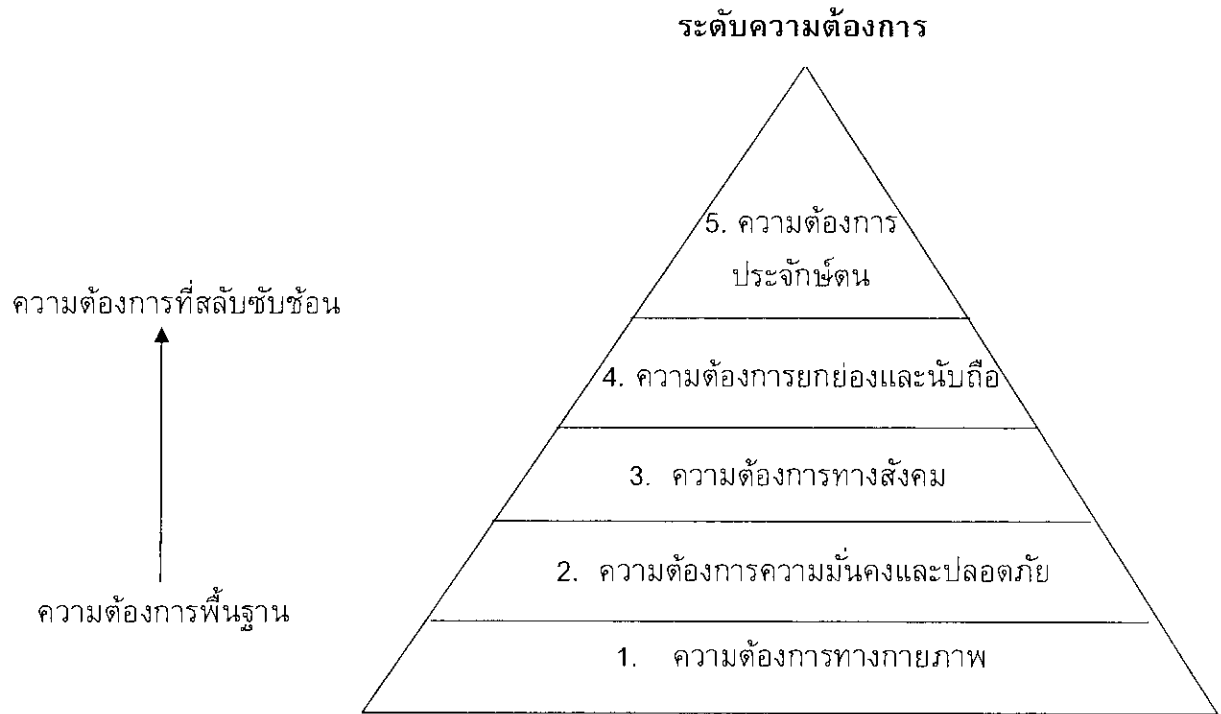 ระดับความต้องการ
5. ความต้องการ
ประจักษ์ตน
ความต้องการที่สลับซับซ้อน
4. ความต้องการยกย่องและนับถือ
3. ความต้องการทางสังคม
2. ความต้องการความมั่นคงและปลอดภัย
ความต้องการพื้นฐาน
1. ความต้องการทางกายภาพ